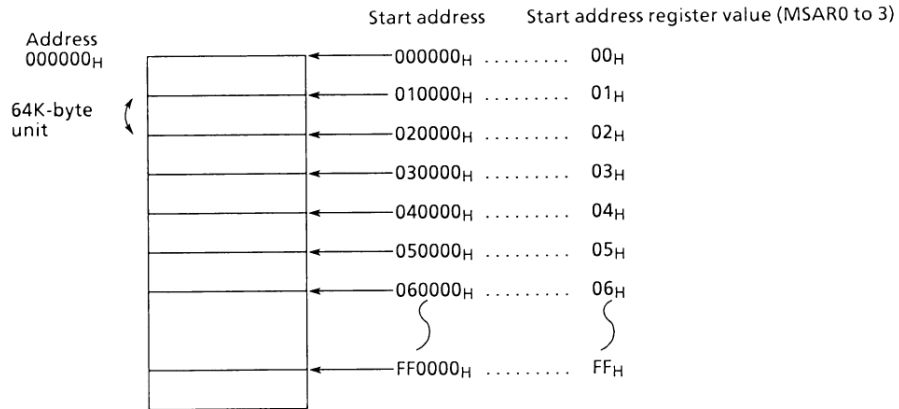 Start address Start address register value (MSAR0 to 3)
Address
000000H 000000H ......... 00H
010000H ......... 01H
64K-byte
unit 020000H ......... 02H
030000H ......... 03H
040000H ......... 04H
050000H ......... 05H
060000H ......... 06H
FF0000H ......... FFH